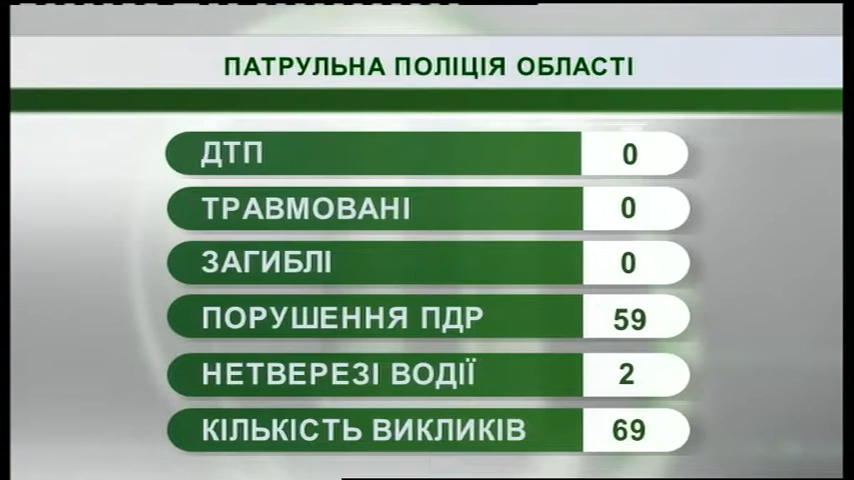 ПАТРУЛЬНА ПОЛІЦІЯ ОБЛАСТІ
ДТП 0
ТРАВМОВАНІ 0
ЗАГИБЛІ 0
ПОРУШЕННЯ ПДР 59
НЕТВЕРЕЗІ ВОДІЇ 2
КІЛЬКІСТЬ ВИКЛИКІВ 69